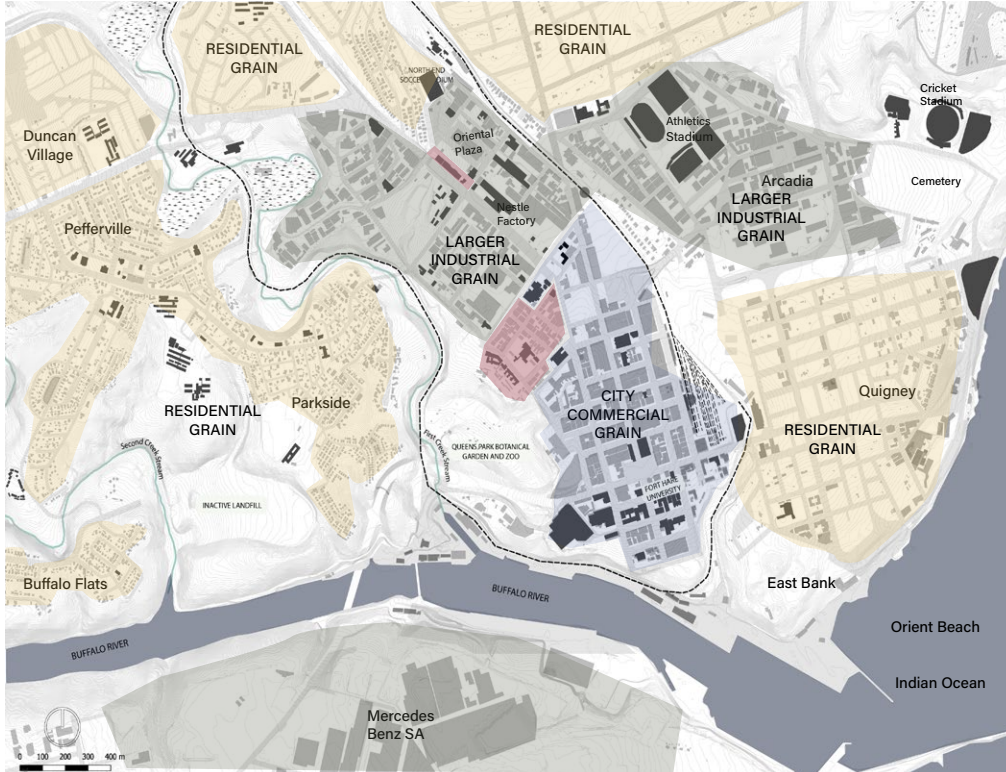 RESIDENTIAL
GRAIN
RESIDENTIAL
GRAIN
NORTH END
SOCCER STADIUM
Cricket
Stadium
Duncan
Village
Oriental
Plaza
Athletics
Stadium
Arcadia
LARGER
INDUSTRIAL
GRAIN
Cemetery
Pefferville
Nestle
Factory
LARGER
INDUSTRIAL
GRAIN
RESIDENTIAL
GRAIN
Parkside
CITY
COMMERCIAL
GRAIN
Quigney
RESIDENTIAL
GRAIN
Second Creek Stream
First Creek Stream
QUEENS PARK BOTANICAL
GARDEN AND ZOO
FORT HARE
UNIVERSITY
INACTIVE LANDFILL
Buffalo Flats
East Bank
BUFFALO RIVER
BUFFALO RIVER
Orient Beach
Indian Ocean
Mercedes
Benz SA
0 100 200 300 400 m